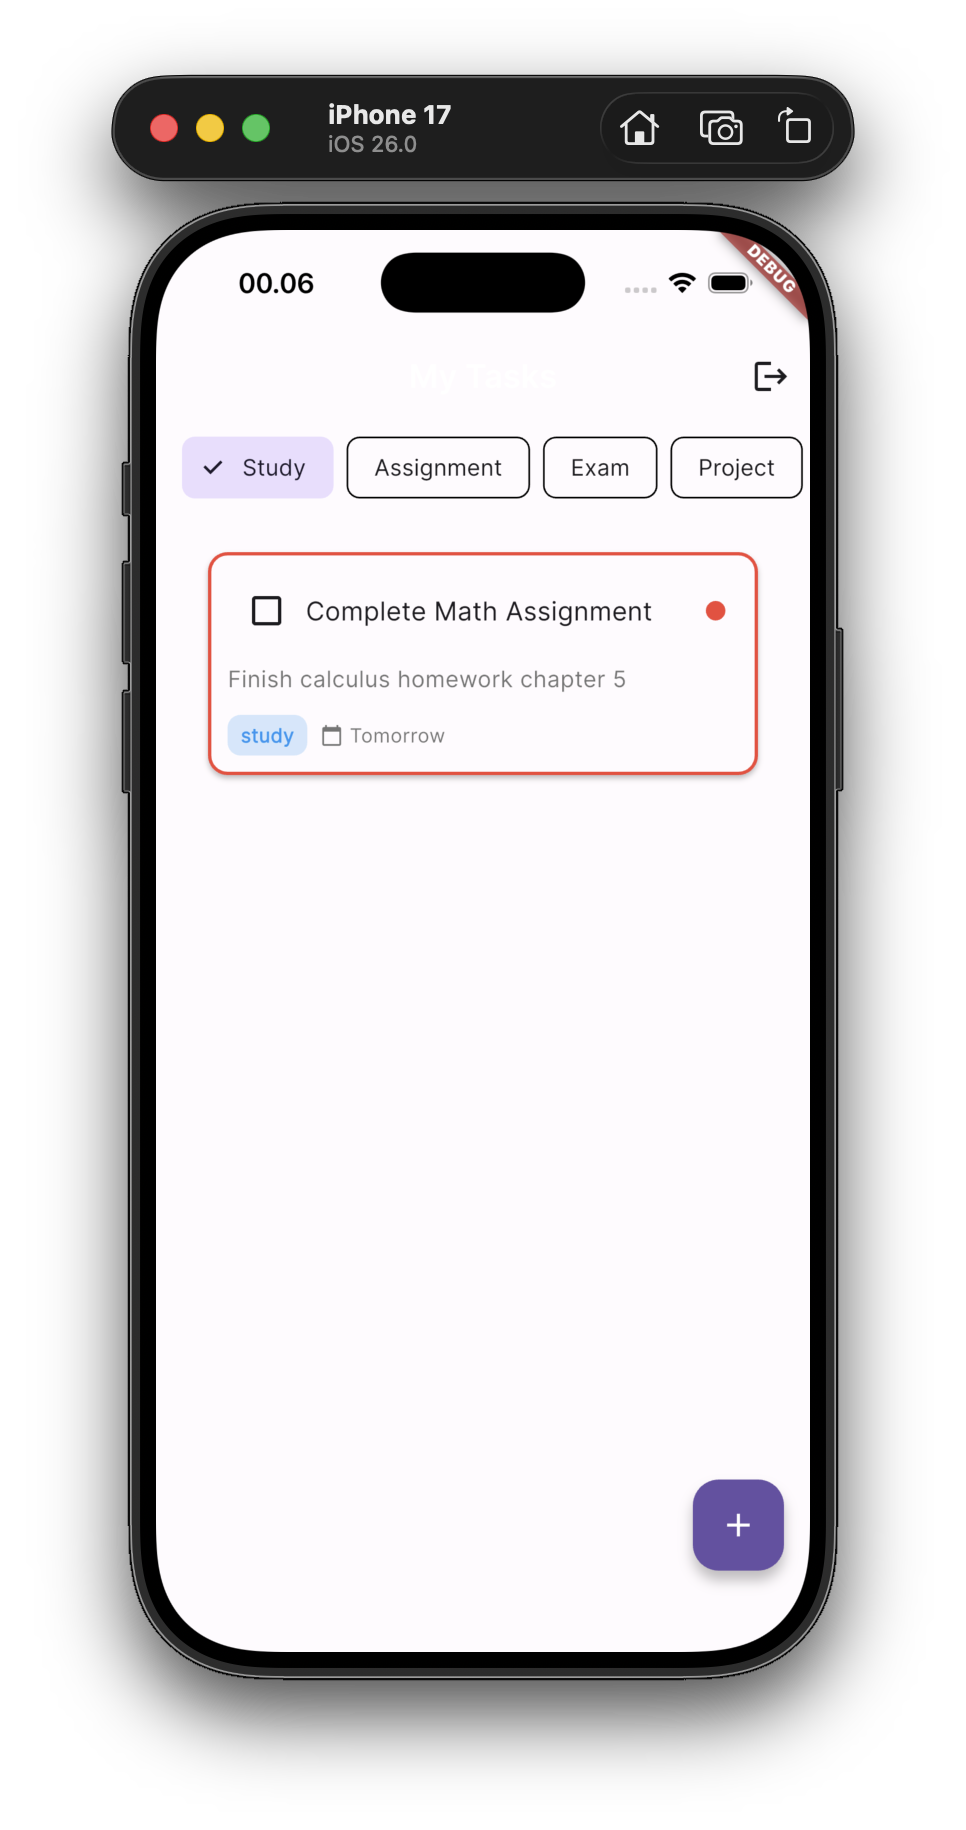 iPhone 17
iOS 26.0
00.06
DEBUG
My Tasks
Study
Assignment
Exam
Project
Complete Math Assignment
Finish calculus homework chapter 5
study
Tomorrow